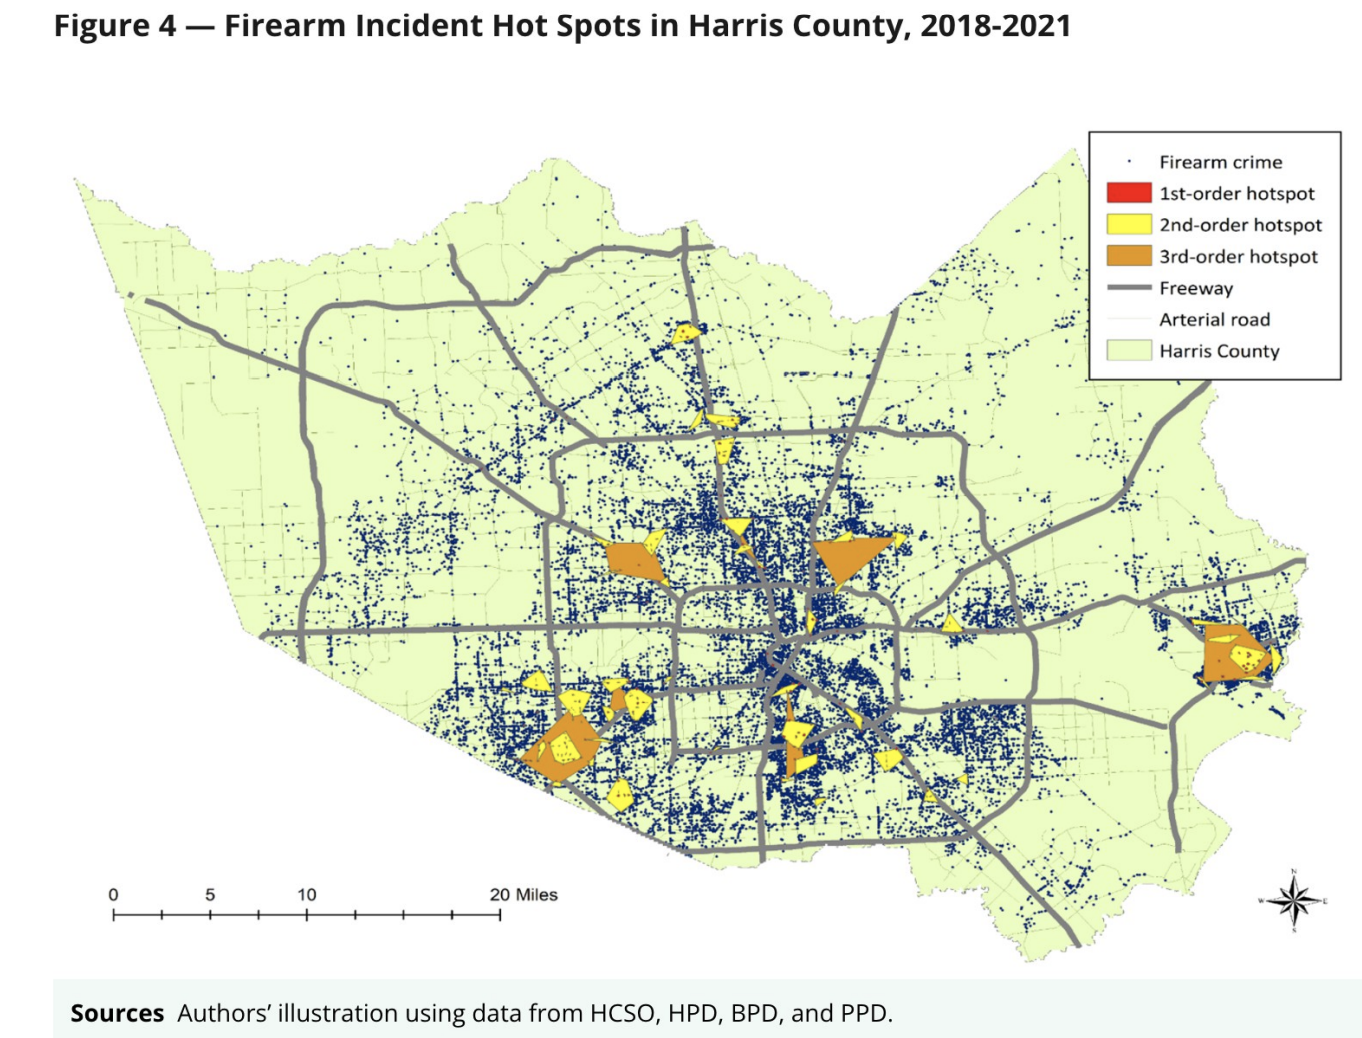 Figure 4 — Firearm Incident Hot Spots in Harris County, 2018-2021
Firearm crime
1st-order hotspot
2nd-order hotspot
3rd-order hotspot
Freeway
Arterial road
Harris County
0 5 10 20 Miles
N
W E
S
Sources Authors’ illustration using data from HCSO, HPD, BPD, and PPD.